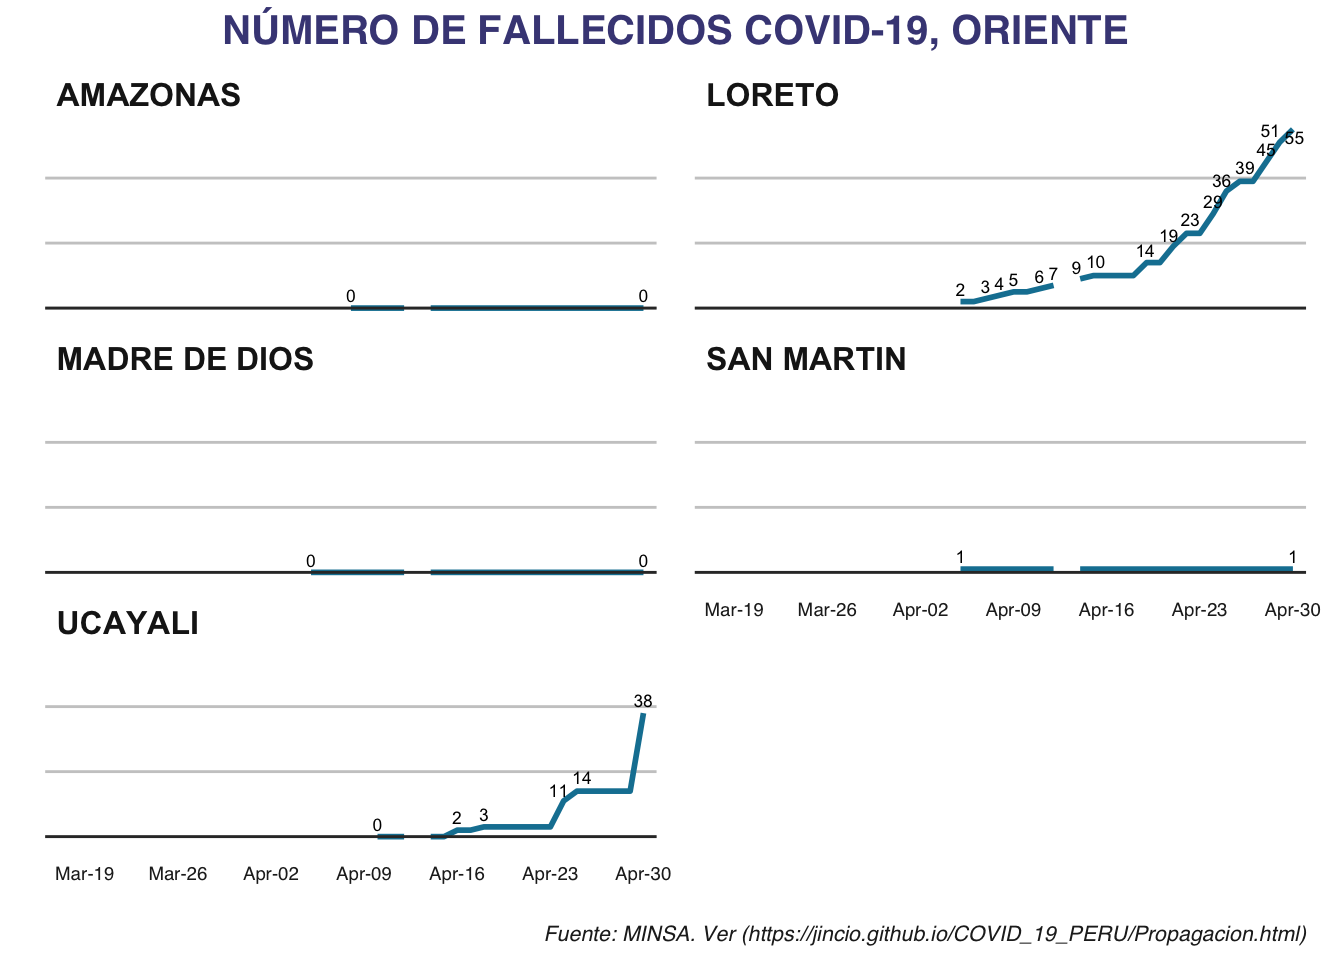 NÚMERO DE FALLECIDOS COVID-19, ORIENTE
AMAZONAS
0 0
LORETO
2 3 4 5 6 7 9 10 14 19 23 29 36 39 45 51 55
MADRE DE DIOS
0 0
SAN MARTIN
1 1
Mar-19 Mar-26 Apr-02 Apr-09 Apr-16 Apr-23 Apr-30
UCAYALI
0 2 3 11 14 38
Mar-19 Mar-26 Apr-02 Apr-09 Apr-16 Apr-23 Apr-30
Fuente: MINSA. Ver (https://jincio.github.io/COVID_19_PERU/Propagacion.html)